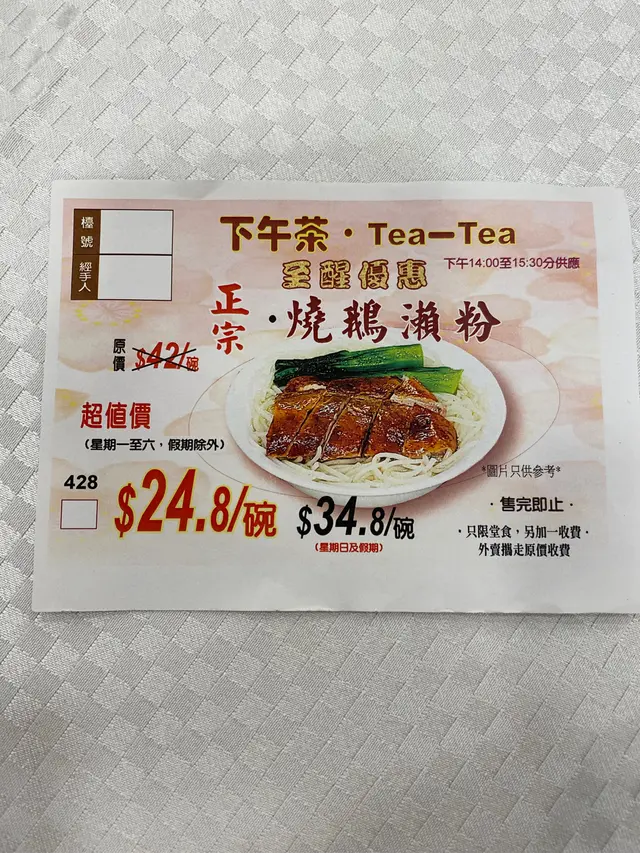 檯號
經手人
下午茶·Tea–Tea
至醒優惠
下午14:00至15:30分供應
正宗·燒鵝瀨粉
原價 $42/碗
超值價
(星期一至六,假期除外)
428
$24.8/碗
$34.8/碗
(星期日及假期)
*圖片只供參考*
·售完即止·
·只限堂食,另加一收費·
外賣攜走原價收費